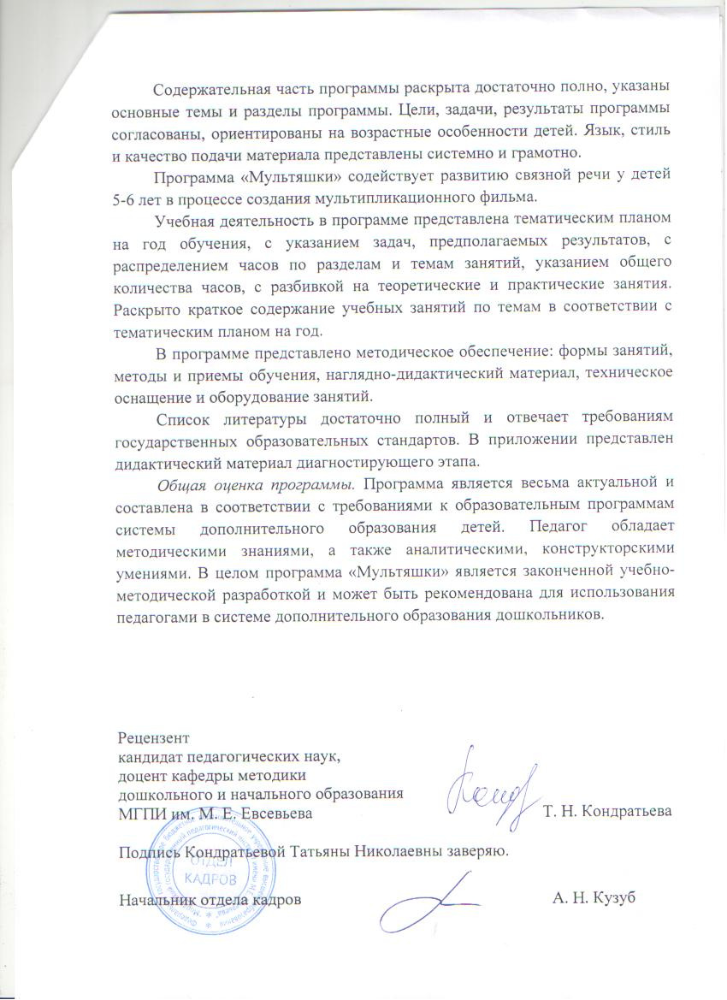 Содержательная часть программы раскрыта достаточно полно, указаны
основные темы и разделы программы. Цели, задачи, результаты программы
согласованы, ориентированы на возрастные особенности детей. Язык, стиль
и качество подачи материала представлены системно и грамотно.
Программа «Мультяшки» содействует развитию связной речи у детей
5-6 лет в процессе создания мультипликационного фильма.
Учебная деятельность в программе представлена тематическим планом
на год обучения, с указанием задач, предполагаемых результатов, с
распределением часов по разделам и темам занятий, указанием общего
количества часов, с разбивкой на теоретические и практические занятия.
Раскрыто краткое содержание учебных занятий по темам в соответствии с
тематическим планом на год.
В программе представлено методическое обеспечение: формы занятий,
методы и приемы обучения, наглядно-дидактический материал, техническое
оснащение и оборудование занятий.
Список литературы достаточно полный и отвечает требованиям
государственных образовательных стандартов. В приложении представлен
дидактический материал диагностирующего этапа.
Общая оценка программы. Программа является весьма актуальной и
составлена в соответствии с требованиями к образовательным программам
системы дополнительного образования детей. Педагог обладает
методическими знаниями, а также аналитическими, конструкторскими
умениями. В целом программа «Мультяшки» является законченной учебно-
методической разработкой и может быть рекомендована для использования
педагогами в системе дополнительного образования дошкольников.
Рецензент
кандидат педагогических наук,
доцент кафедры методики
дошкольного и начального образования
МГПИ им. М. Е. Евсевьева
Т. Н. Кондратьева
Подпись Кондратьевой Татьяны Николаевны заверяю.
ОТДЕЛ
КАДРОВ
Начальник отдела кадров
А. Н. Кузуб